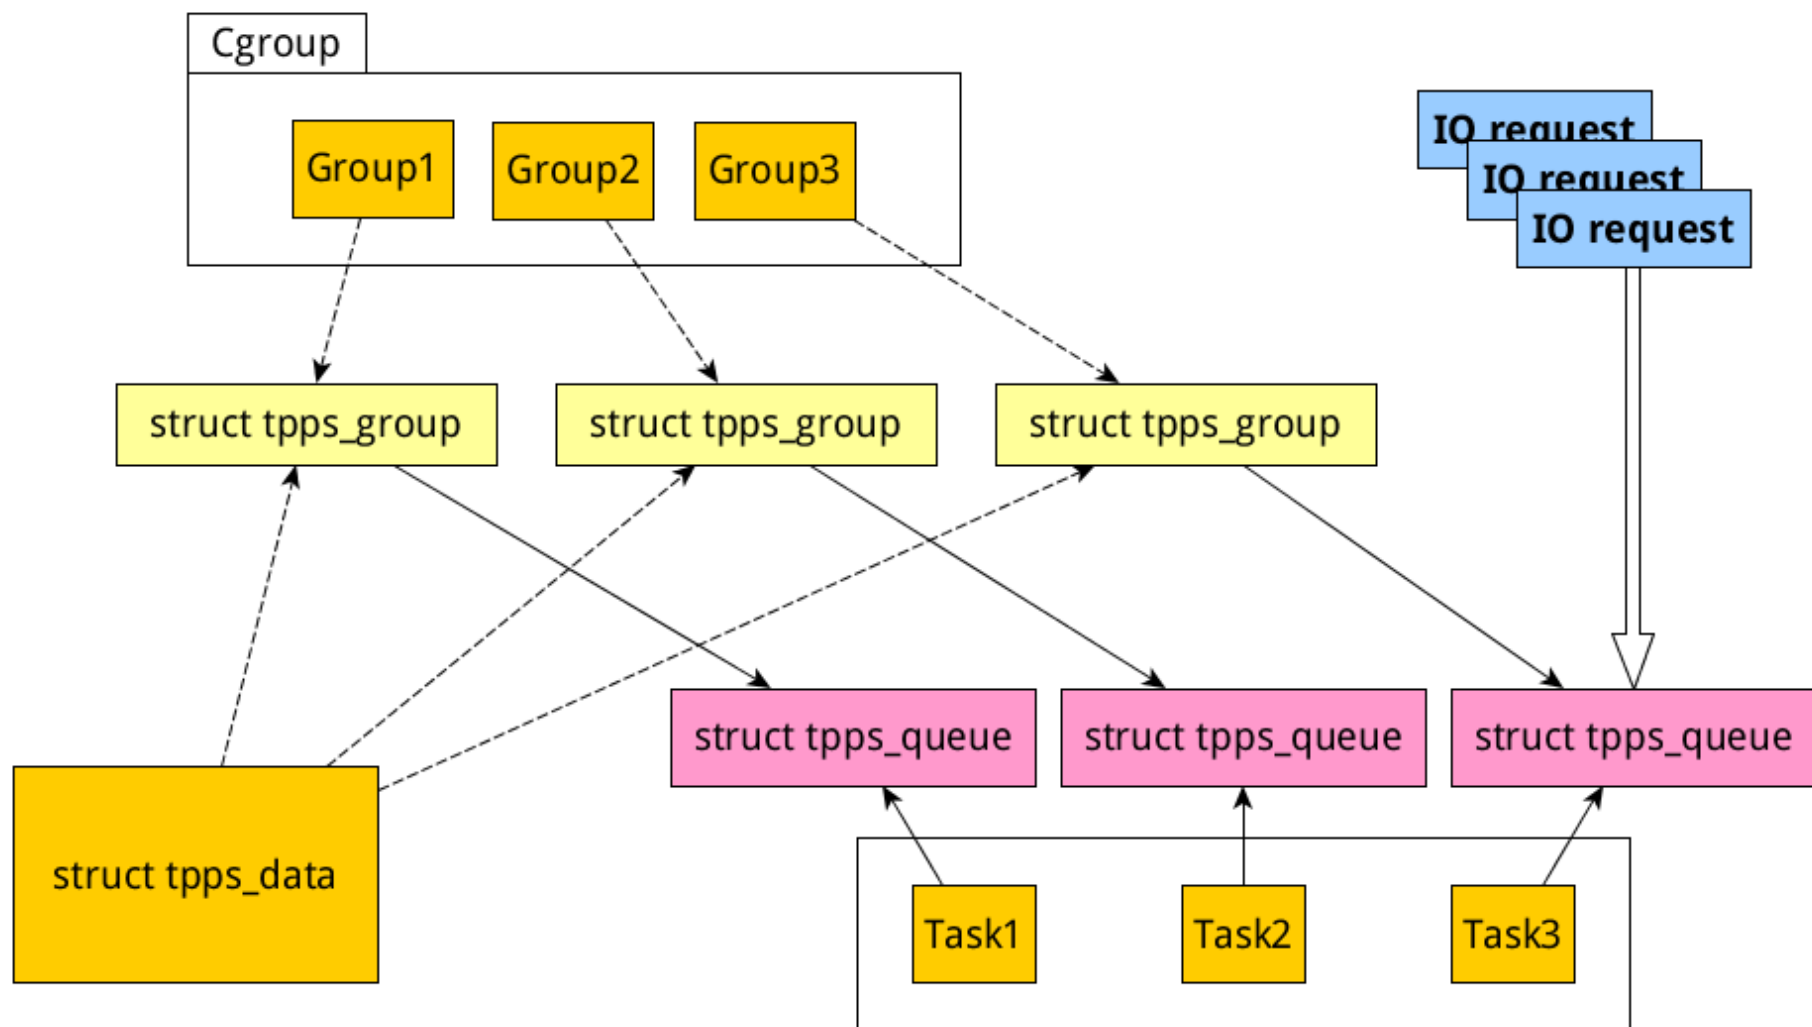 Cgroup
Group1
Group2
Group3
IO request
IO request
IO request
struct tpps_group
struct tpps_group
struct tpps_group
struct tpps_queue
struct tpps_queue
struct tpps_queue
struct tpps_data
Task1
Task2
Task3